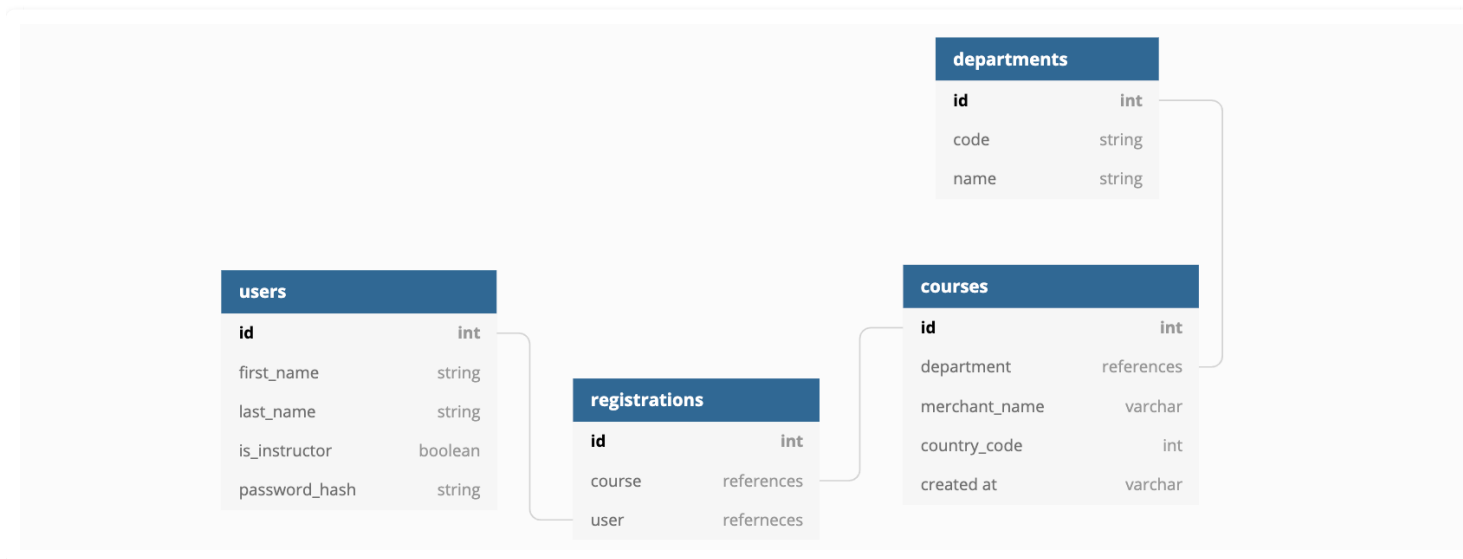 departments
id int
code string
name string
users
id int
first_name string
last_name string
is_instructor boolean
password_hash string
registrations
id int
course references
user referneces
courses
id int
department references
merchant_name varchar
country_code int
created at varchar